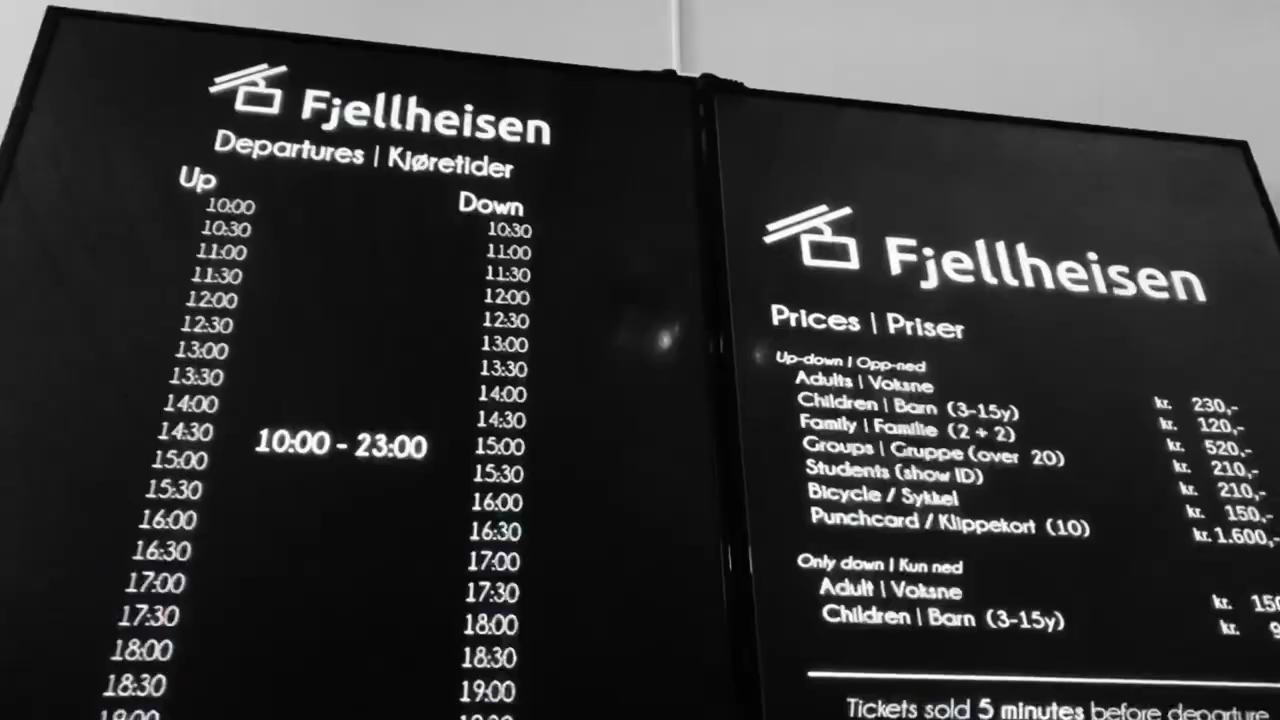 Fjellheisen
Departures | Kjøretider
Up
10:00
10:30
11:00
11:30
12:00
12:30
13:00
13:30
14:00
14:30
15:00
15:30
16:00
16:30
17:00
17:30
18:00
18:30
19:00
10:00 - 23:00
Down
10:30
11:00
11:30
12:00
12:30
13:00
13:30
14:00
14:30
15:00
15:30
16:00
16:30
17:00
17:30
18:00
18:30
19:00
Fjellheisen
Prices | Priser
Up-down | Opp-ned
Adults | Voksne kr. 230,-
Children | Barn (3-15y) kr. 120,-
Family | Familie (2 + 2) kr. 520,-
Groups | Gruppe (over 20) kr. 210,-
Students (show ID) kr. 210,-
Bicycle / Sykkel kr. 150,-
Punchcard / Klippekort (10) kr. 1.600,-
Only down | Kun ned
Adult | Voksne kr.
Children | Barn (3-15y) kr.
Tickets sold 5 minutes before departure